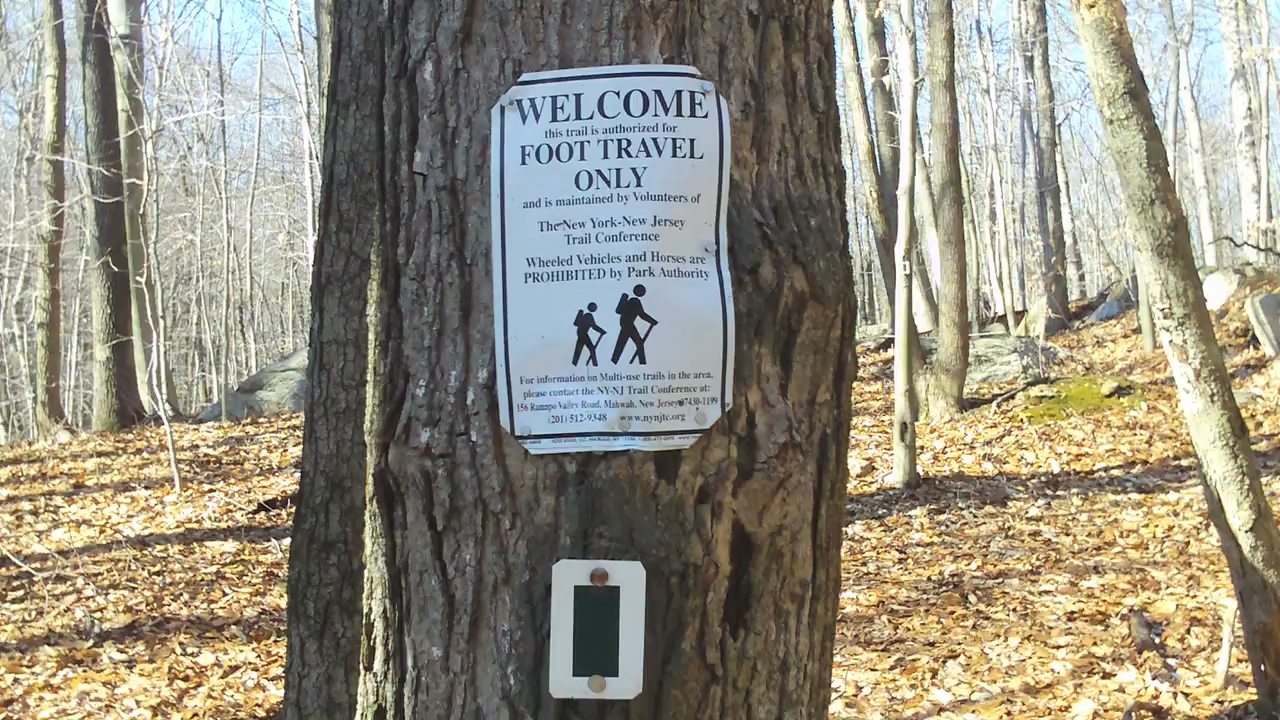 WELCOME
this trail is authorized for
FOOT TRAVEL
ONLY
and is maintained by Volunteers of
The New York-New Jersey
Trail Conference
Wheeled Vehicles and Horses are
PROHIBITED by Park Authority
For information on Multi-use trails in the area,
please contact the NY-NJ Trail Conference at:
156 Ramapo Valley Road, Mahwah, New Jersey 07430-1199
(201) 512-9348 www.nynjtc.org